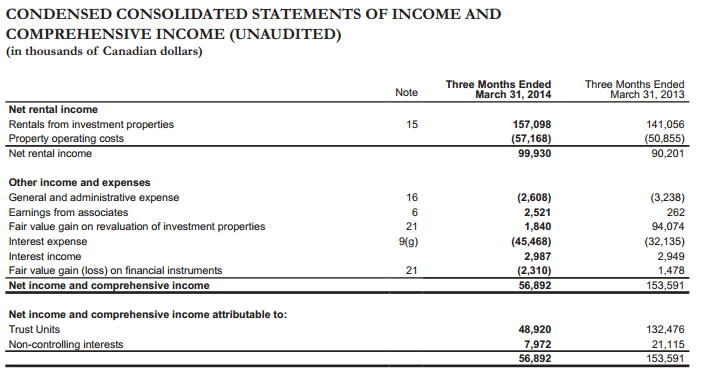 CONDENSED CONSOLIDATED STATEMENTS OF INCOME AND
COMPREHENSIVE INCOME (UNAUDITED)
(in thousands of Canadian dollars)
Note Three Months Ended March 31, 2014 Three Months Ended March 31, 2013
Net rental income
Rentals from investment properties 15 157,098 141,056
Property operating costs (57,168) (50,855)
Net rental income 99,930 90,201
Other income and expenses
General and administrative expense 16 (2,608) (3,238)
Earnings from associates 6 2,521 262
Fair value gain on revaluation of investment properties 21 1,840 94,074
Interest expense 9(g) (45,468) (32,135)
Interest income 2,987 2,949
Fair value gain (loss) on financial instruments 21 (2,310) 1,478
Net income and comprehensive income 56,892 153,591
Net income and comprehensive income attributable to:
Trust Units 48,920 132,476
Non-controlling interests 7,972 21,115
56,892 153,591